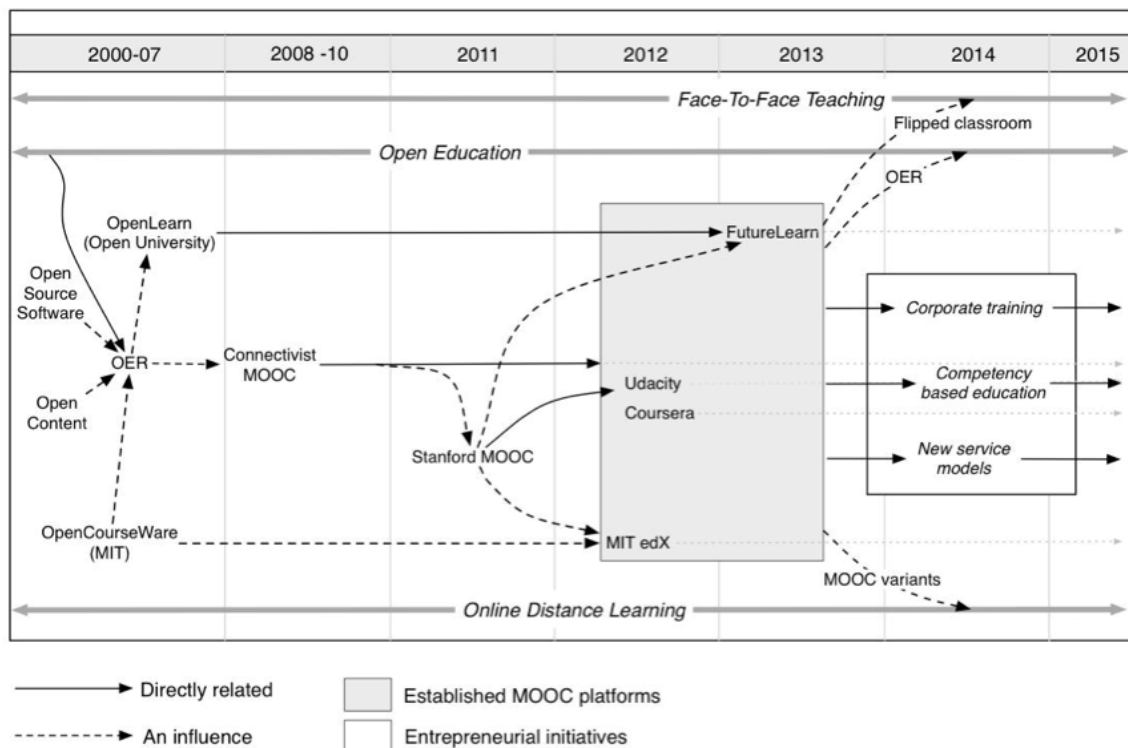 2000-07
2008 -10
2011
2012
2013
2014
2015
Face-To-Face Teaching
Flipped classroom
Open Education
OER
OpenLearn
(Open University)
FutureLearn
Open
Source
Software
Corporate training
OER
Connectivist
MOOC
Udacity
Competency
based education
Open
Content
Coursera
Stanford MOOC
New service
models
OpenCourseWare
(MIT)
MIT edX
MOOC variants
Online Distance Learning
Directly related
Established MOOC platforms
An influence
Entrepreneurial initiatives